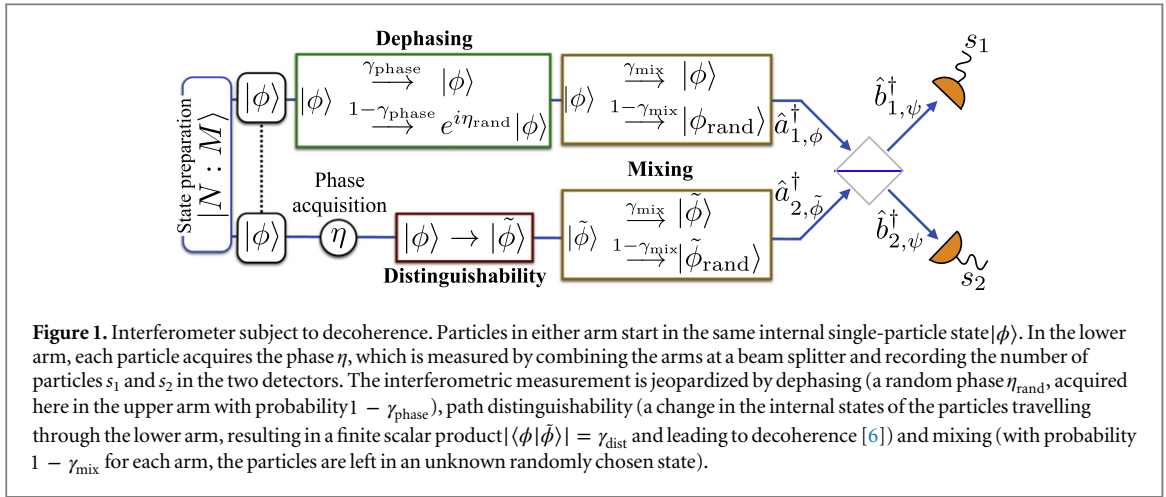 Dephasing
State preparation
|N : M⟩
|ϕ⟩
|ϕ⟩ γ_phase → |ϕ⟩
1−γ_phase → e^{iη_rand}|ϕ⟩
|ϕ⟩ γ_mix → |ϕ⟩
1−γ_mix → |ϕ_rand⟩
â†_{1,ϕ}
b̂†_{1,ψ}
s₁
Mixing
Phase
acquisition
|ϕ⟩
η
|ϕ⟩ → |ϕ̃⟩
Distinguishability
|ϕ̃⟩ γ_mix → |ϕ̃⟩
1−γ_mix → |ϕ̃_rand⟩
â†_{2,ϕ̃}
b̂†_{2,ψ}
s₂
Figure 1. Interferometer subject to decoherence. Particles in either arm start in the same internal single-particle state|ϕ⟩. In the lower
arm, each particle acquires the phase η, which is measured by combining the arms at a beam splitter and recording the number of
particles s₁ and s₂ in the two detectors. The interferometric measurement is jeopardized by dephasing (a random phase η_rand, acquired
here in the upper arm with probability 1 − γ_phase), path distinguishability (a change in the internal states of the particles travelling
through the lower arm, resulting in a finite scalar product|⟨ϕ|ϕ̃⟩| = γ_dist and leading to decoherence [6]) and mixing (with probability
1 − γ_mix for each arm, the particles are left in an unknown randomly chosen state).